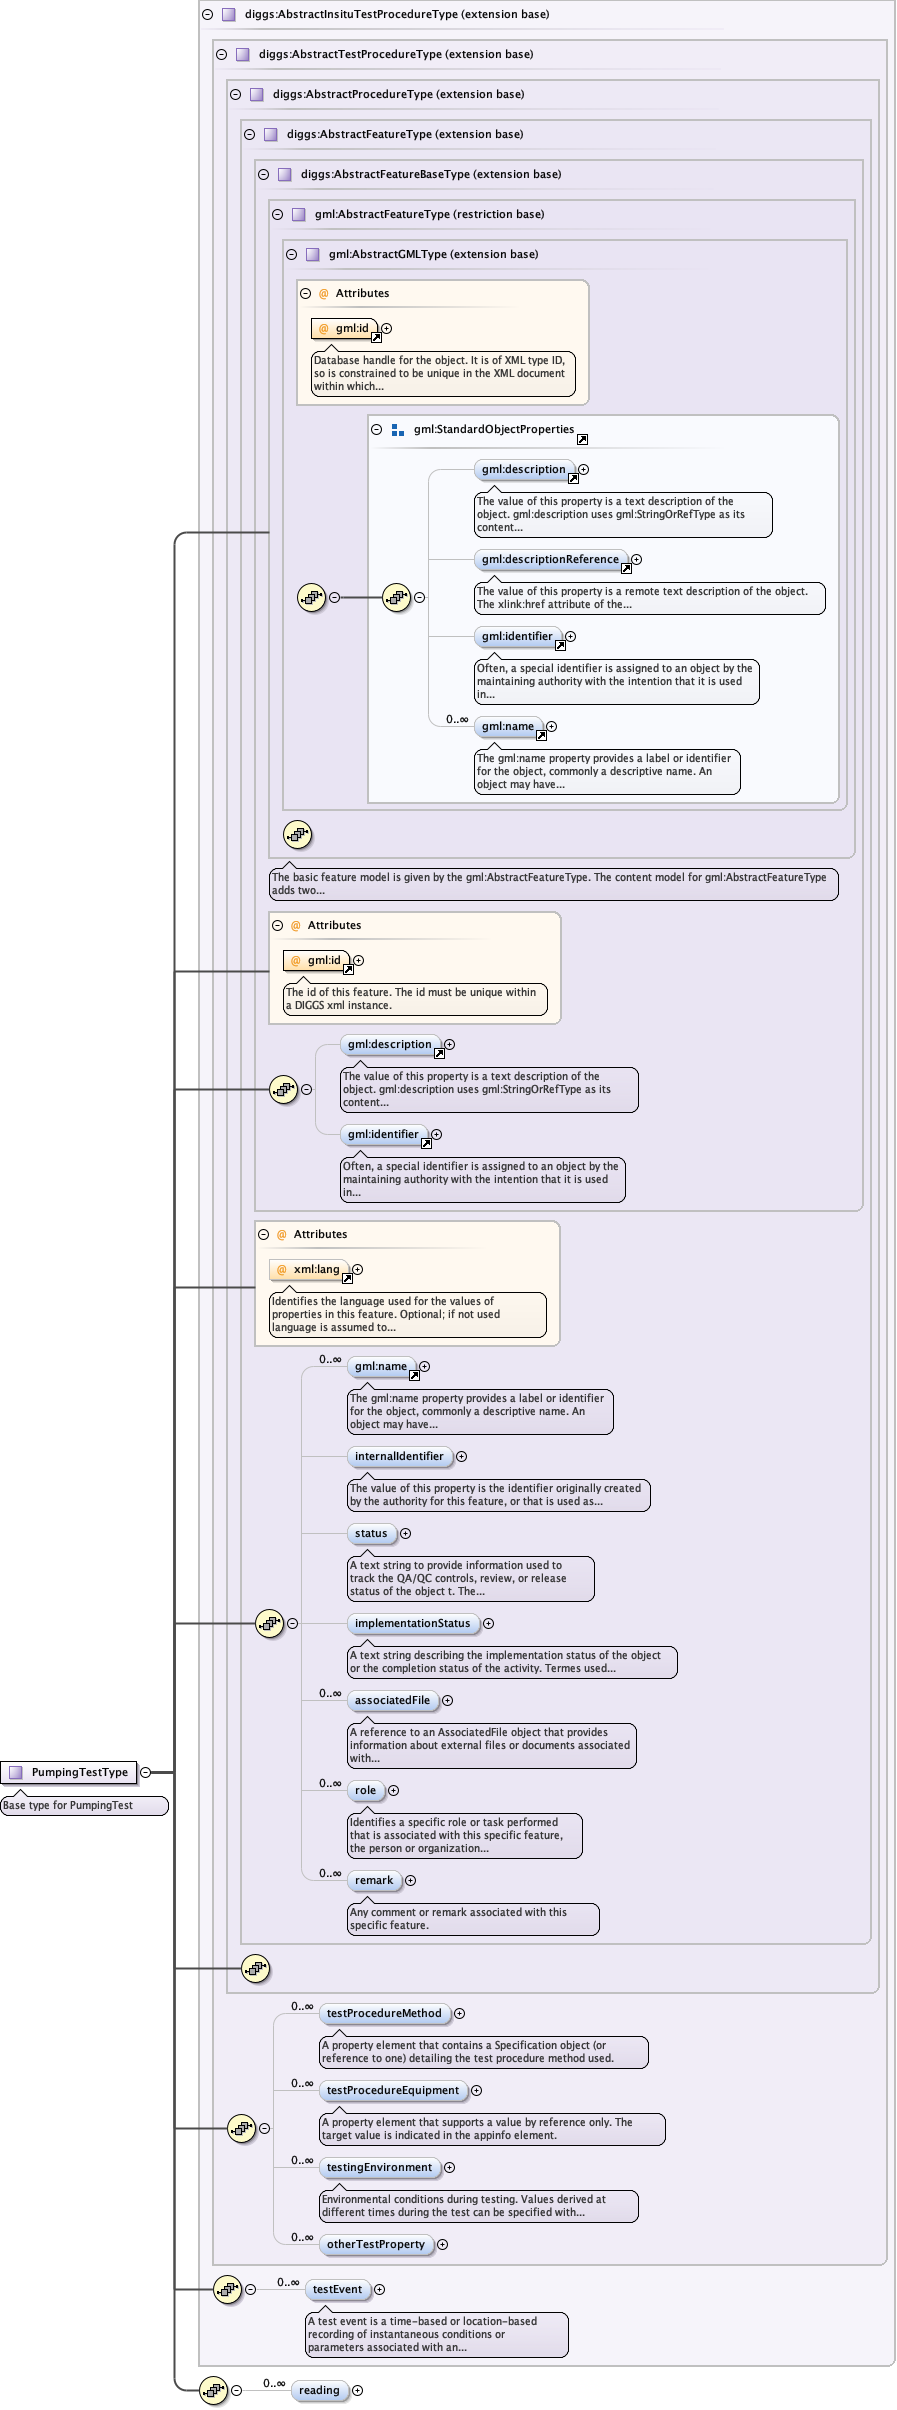 diggs:AbstractInsituTestProcedureType (extension base)
diggs:AbstractTestProcedureType (extension base)
diggs:AbstractProcedureType (extension base)
diggs:AbstractFeatureType (extension base)
diggs:AbstractFeatureBaseType (extension base)
gml:AbstractFeatureType (restriction base)
gml:AbstractGMLType (extension base)
@ Attributes
@ gml:id
Database handle for the object. It is of XML type ID,
so is constrained to be unique in the XML document
within which...
gml:StandardObjectProperties
gml:description
The value of this property is a text description of the
object. gml:description uses gml:StringOrRefType as its
content...
gml:descriptionReference
The value of this property is a remote text description of the object.
The xlink:href attribute of the...
gml:identifier
Often, a special identifier is assigned to an object by the
maintaining authority with the intention that it is used
in...
0..∞
gml:name
The gml:name property provides a label or identifier
for the object, commonly a descriptive name. An
object may have...
The basic feature model is given by the gml:AbstractFeatureType. The content model for gml:AbstractFeatureType
adds two...
@ Attributes
@ gml:id
The id of this feature. The id must be unique within
a DIGGS xml instance.
gml:description
The value of this property is a text description of the
object. gml:description uses gml:StringOrRefType as its
content...
gml:identifier
Often, a special identifier is assigned to an object by the
maintaining authority with the intention that it is used
in...
@ Attributes
@ xml:lang
Identifies the language used for the values of
properties in this feature. Optional; if not used
language is assumed to...
0..∞
gml:name
The gml:name property provides a label or identifier
for the object, commonly a descriptive name. An
object may have...
internalIdentifier
The value of this property is the identifier originally created
by the authority for this feature, or that is used as...
status
A text string to provide information used to
track the QA/QC controls, review, or release
status of the object t. The...
implementationStatus
A text string describing the implementation status of the object
or the completion status of the activity. Termes used...
0..∞
associatedFile
A reference to an AssociatedFile object that provides
information about external files or documents associated
with...
PumpingTestType
Base type for PumpingTest
0..∞
role
Identifies a specific role or task performed
that is associated with this specific feature,
the person or organization...
0..∞
remark
Any comment or remark associated with this
specific feature.
0..∞
testProcedureMethod
A property element that contains a Specification object (or
reference to one) detailing the test procedure method used.
0..∞
testProcedureEquipment
A property element that supports a value by reference only. The
target value is indicated in the appinfo element.
0..∞
testingEnvironment
Environmental conditions during testing. Values derived at
different times during the test can be specified with...
0..∞
otherTestProperty
0..∞
testEvent
A test event is a time-based or location-based
recording of instantaneous conditions or
parameters associated with an...
0..∞
reading